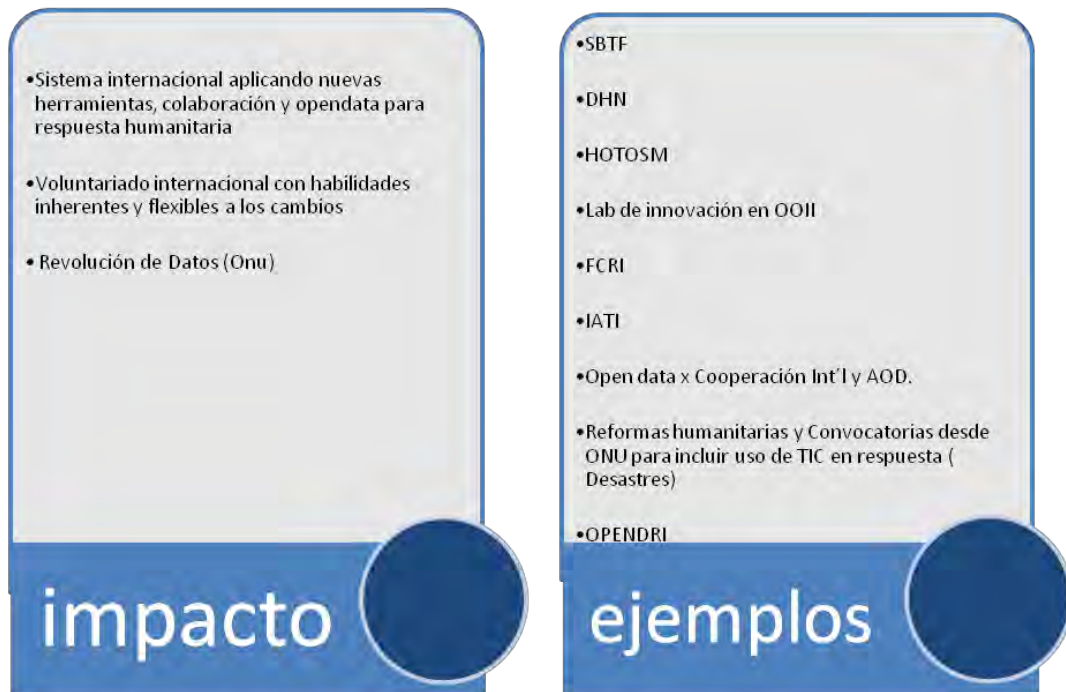 •Sistema internacional aplicando nuevas
herramientas, colaboración y opendata para
respuesta humanitaria
•Voluntariado internacional con habilidades
inherentes y flexibles a los cambios
• Revolución de Datos (Onu)
impacto
•SBTF
•DHN
•HOTOSM
•Lab de innovación en OOII
•FCRI
•IATI
•Open data x Cooperación Int´l y AOD.
•Reformas humanitarias y Convocatorias desde
ONU para incluir uso de TIC en respuesta (
Desastres)
•OPENDRI
ejemplos